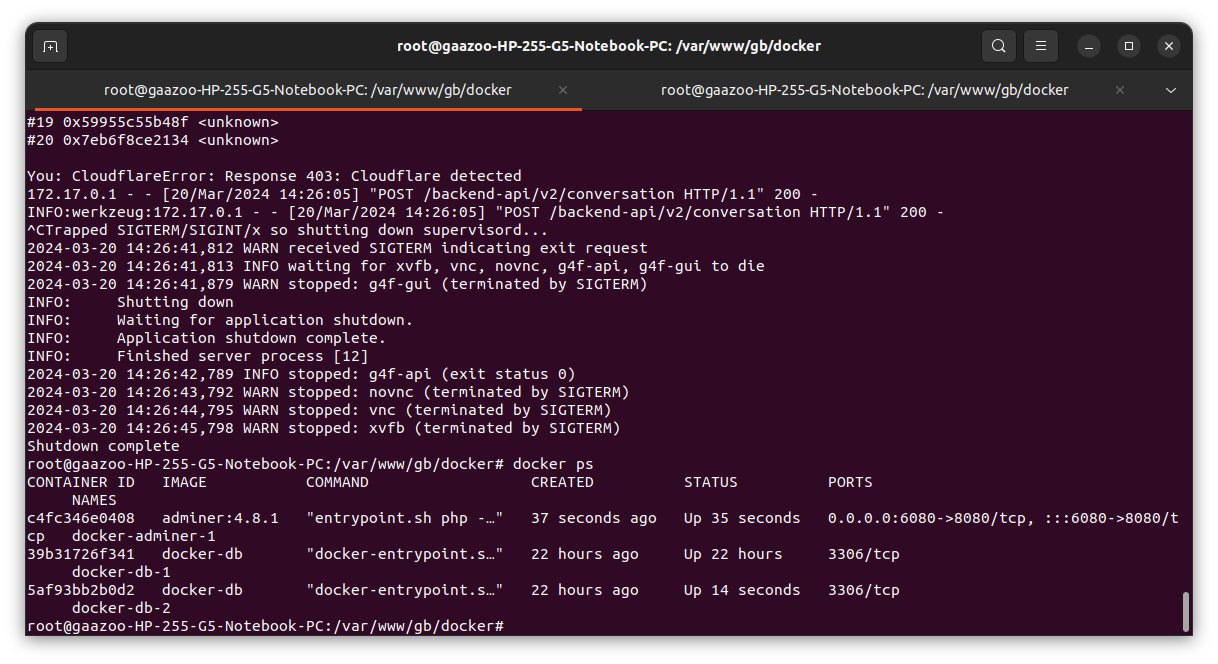 root@gaazoo-HP-255-G5-Notebook-PC: /var/www/gb/docker
root@gaazoo-HP-255-G5-Notebook-PC: /var/www/gb/docker
root@gaazoo-HP-255-G5-Notebook-PC: /var/www/gb/docker
#19 0x59955c55b48f <unknown>
#20 0x7eb6f8ce2134 <unknown>
You: CloudflareError: Response 403: Cloudflare detected
172.17.0.1 - - [20/Mar/2024 14:26:05] "POST /backend-api/v2/conversation HTTP/1.1" 200 -
INFO:werkzeug:172.17.0.1 - - [20/Mar/2024 14:26:05] "POST /backend-api/v2/conversation HTTP/1.1" 200 -
^CTrapped SIGTERM/SIGINT/x so shutting down supervisord...
2024-03-20 14:26:41,812 WARN received SIGTERM indicating exit request
2024-03-20 14:26:41,813 INFO waiting for xvfb, vnc, novnc, g4f-api, g4f-gui to die
2024-03-20 14:26:41,879 WARN stopped: g4f-gui (terminated by SIGTERM)
INFO:     Shutting down
INFO:     Waiting for application shutdown.
INFO:     Application shutdown complete.
INFO:     Finished server process [12]
2024-03-20 14:26:42,789 INFO stopped: g4f-api (exit status 0)
2024-03-20 14:26:43,792 WARN stopped: novnc (terminated by SIGTERM)
2024-03-20 14:26:44,795 WARN stopped: vnc (terminated by SIGTERM)
2024-03-20 14:26:45,798 WARN stopped: xvfb (terminated by SIGTERM)
Shutdown complete
root@gaazoo-HP-255-G5-Notebook-PC:/var/www/gb/docker# docker ps
CONTAINER ID   IMAGE           COMMAND                  CREATED          STATUS          PORTS
     NAMES
c4fc346e0408   adminer:4.8.1   "entrypoint.sh php -…"   37 seconds ago   Up 35 seconds   0.0.0.0:6080->8080/tcp, :::6080->8080/t
cp   docker-adminer-1
39b31726f341   docker-db       "docker-entrypoint.s…"   22 hours ago     Up 22 hours     3306/tcp
     docker-db-1
5af93bb2b0d2   docker-db       "docker-entrypoint.s…"   22 hours ago     Up 14 seconds   3306/tcp
     docker-db-2
root@gaazoo-HP-255-G5-Notebook-PC:/var/www/gb/docker#